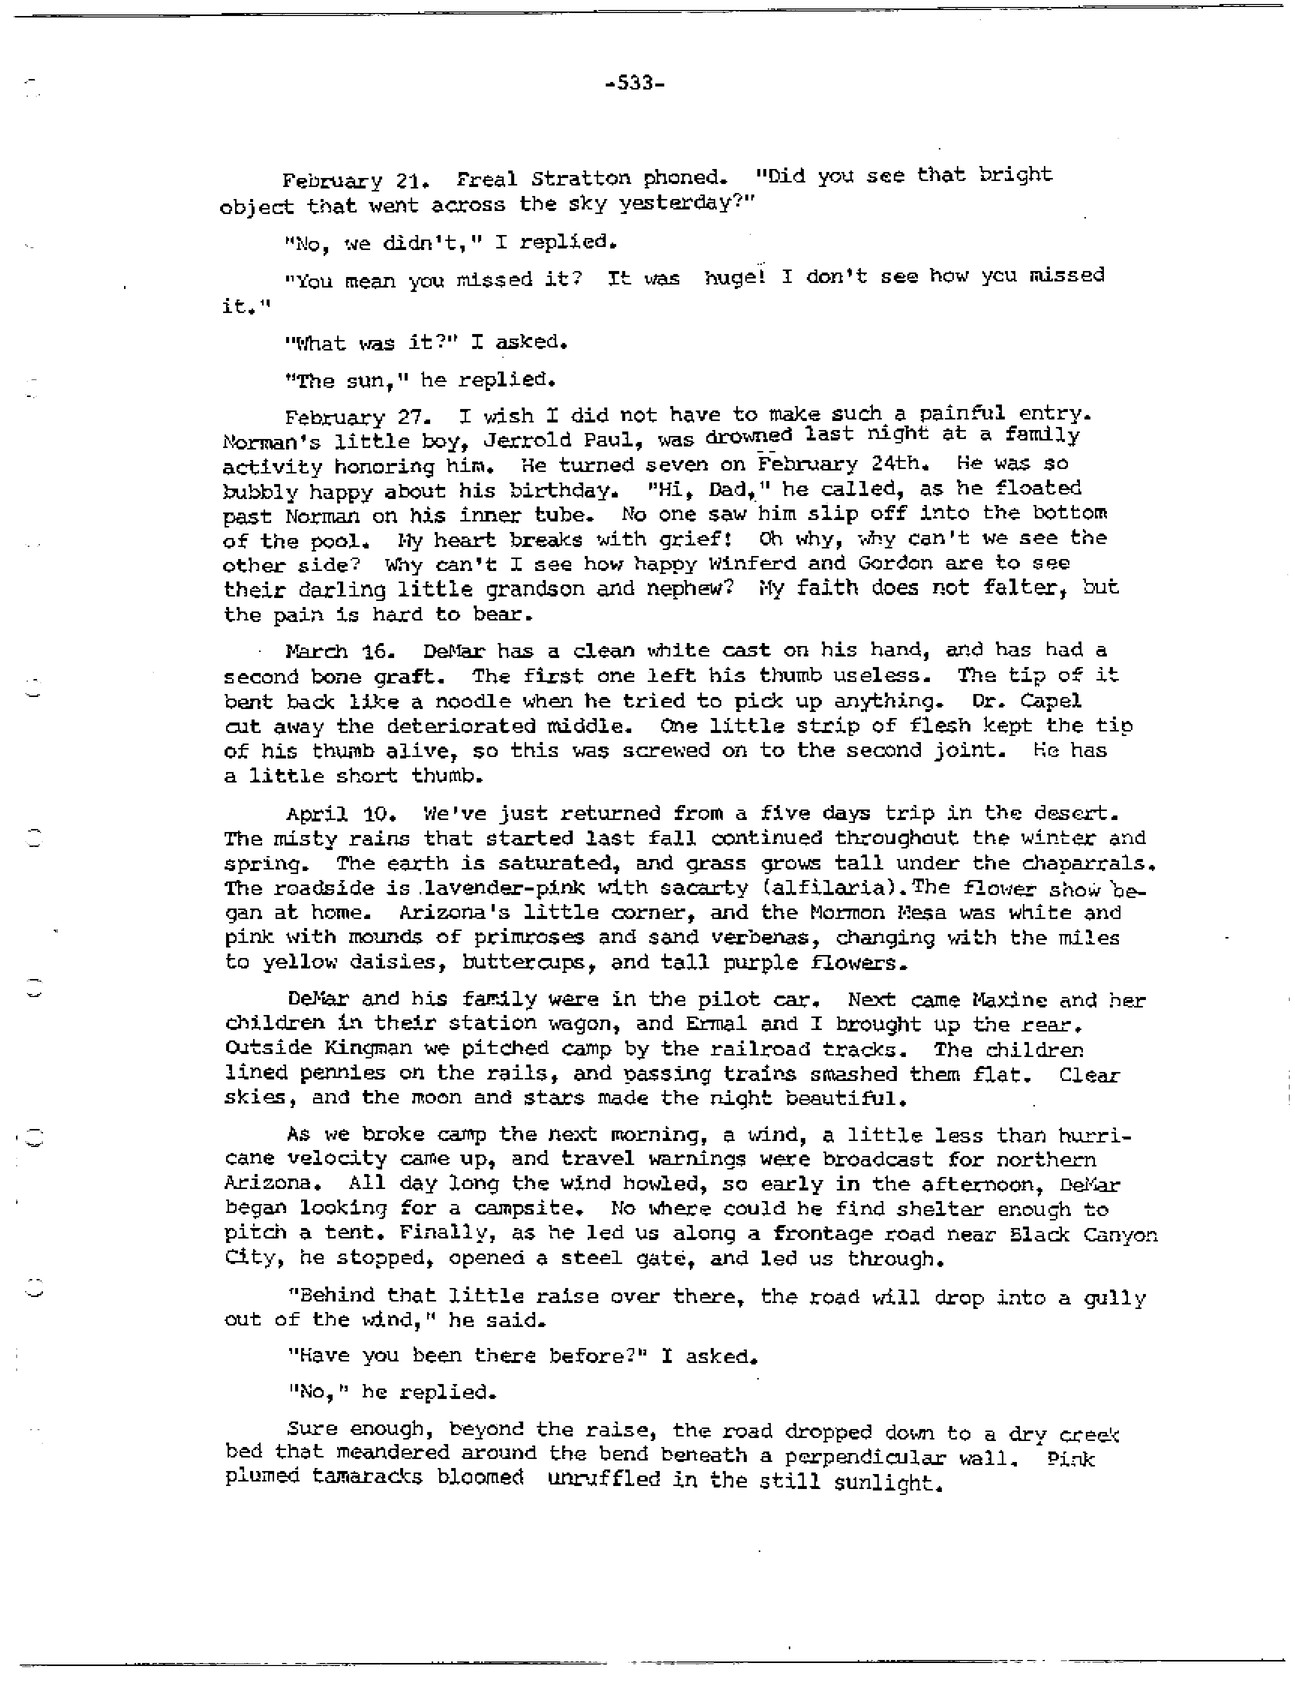 -533-
February 21. Freal Stratton phoned. "Did you see that bright
object that went across the sky yesterday?"
"No, we didn't," I replied.
"You mean you missed it? It was huge! I don't see how you missed
it."
"What was it?" I asked.
"The sun," he replied.
February 27. I wish I did not have to make such a painful entry.
Norman's little boy, Jerrold Paul, was drowned last night at a family
activity honoring him. He turned seven on February 24th. He was so
bubbly happy about his birthday. "Hi, Dad," he called, as he floated
past Norman on his inner tube. No one saw him slip off into the bottom
of the pool. My heart breaks with grief! Oh why, why can't we see the
other side? Why can't I see how happy Winferd and Gordon are to see
their darling little grandson and nephew? My faith does not falter, but
the pain is hard to bear.
March 16. DeMar has a clean white cast on his hand, and has had a
second bone graft. The first one left his thumb useless. The tip of it
bent back like a noodle when he tried to pick up anything. Dr. Capel
cut away the deteriorated middle. One little strip of flesh kept the tip
of his thumb alive, so this was screwed on to the second joint. He has
a little short thumb.
April 10. We've just returned from a five days trip in the desert.
The misty rains that started last fall continued throughout the winter and
spring. The earth is saturated, and grass grows tall under the chaparrals.
The roadside is lavender-pink with sacarty (alfilaria). The flower show be-
gan at home. Arizona's little corner, and the Mormon Mesa was white and
pink with mounds of primroses and sand verbenas, changing with the miles
to yellow daisies, buttercups, and tall purple flowers.
DeMar and his family were in the pilot car. Next came Maxine and her
children in their station wagon, and Ermal and I brought up the rear.
Outside Kingman we pitched camp by the railroad tracks. The children
lined pennies on the rails, and passing trains smashed them flat. Clear
skies, and the moon and stars made the night beautiful.
As we broke camp the next morning, a wind, a little less than hurri-
cane velocity came up, and travel warnings were broadcast for northern
Arizona. All day long the wind howled, so early in the afternoon, DeMar
began looking for a campsite. No where could he find shelter enough to
pitch a tent. Finally, as he led us along a frontage road near Black Canyon
City, he stopped, opened a steel gate, and led us through.
"Behind that little raise over there, the road will drop into a gully
out of the wind," he said.
"Have you been there before?" I asked.
"No," he replied.
Sure enough, beyond the raise, the road dropped down to a dry creek
bed that meandered around the bend beneath a perpendicular wall. Pink
plumed tamaracks bloomed unruffled in the still sunlight.